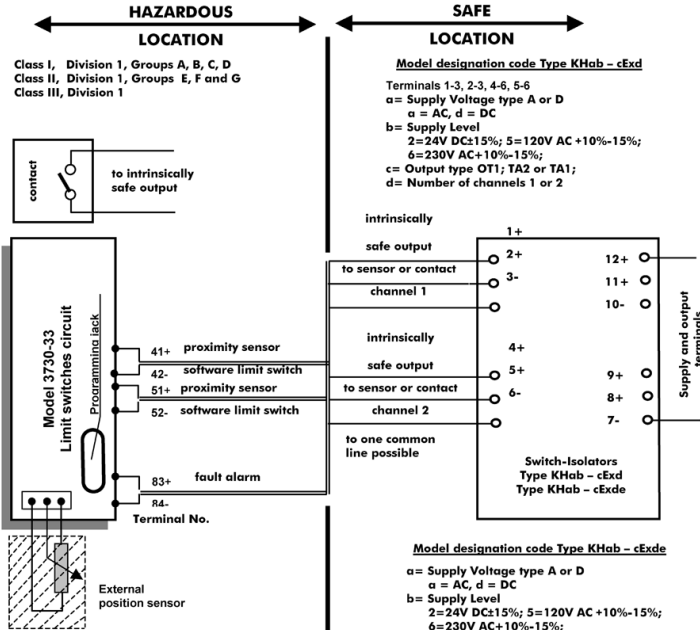 HAZARDOUS
LOCATION
SAFE
LOCATION
Class I, Division 1, Groups A, B, C, D
Class II, Division 1, Groups E, F and G
Class III, Division 1
Model designation code Type KHab – cExd
Terminals 1-3, 2-3, 4-6, 5-6
a= Supply Voltage type A or D
a = AC, d = DC
b= Supply Level
2=24V DC±15%; 5=120V AC +10%-15%;
6=230V AC+10%-15%;
c= Output type OT1; TA2 or TA1;
d= Number of channels 1 or 2
contact
to intrinsically
safe output
intrinsically
safe output
to sensor or contact
channel 1
1+
2+
3-
12+
11+
10-
Model 3730-33
Limit switches circuit
Programming jack
41+ proximity sensor
42- software limit switch
51+ proximity sensor
52- software limit switch
83+ fault alarm
84-
Terminal No.
intrinsically
safe output
to sensor or contact
channel 2
to one common
line possible
4+
5+
6-
9+
8+
7-
Supply and output
terminals
Switch-Isolators
Type KHab – cExd
Type KHab – cExde
External
position sensor
Model designation code Type KHab – cExde
a= Supply Voltage type A or D
a = AC, d = DC
b= Supply Level
2=24V DC±15%; 5=120V AC +10%-15%;
6=230V AC+10%-15%;